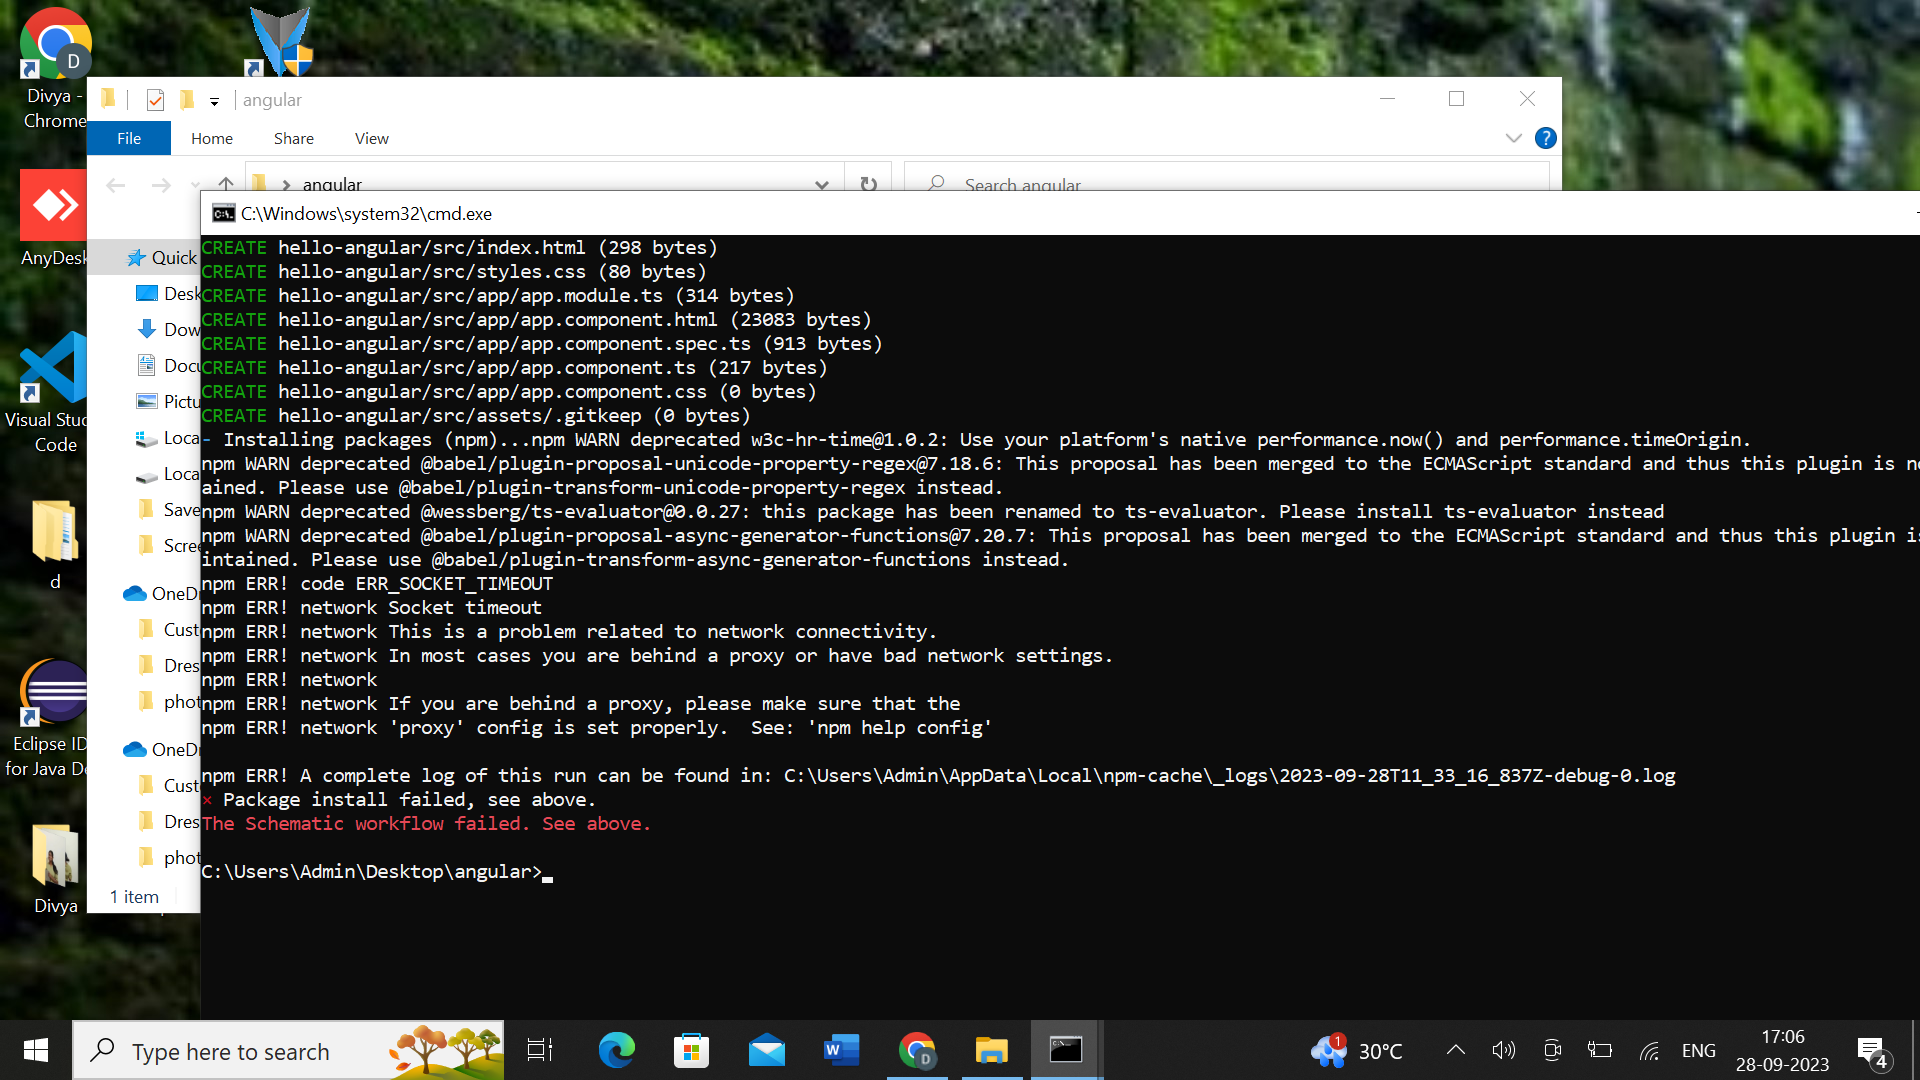 D
Divya -
Chrome
AnyDesk
Visual Stud
Code
d
Eclipse ID
for Java De
Divya
angular
File
Home
Share
View
?
angular
Search angular
Quick
Desk
Dow
Docu
Pictu
Loca
Loca
Save
Scree
OneDr
Cust
Dres
phot
OneDr
Cust
Dres
phot
1 item
C:\Windows\system32\cmd.exe
CREATE hello-angular/src/index.html (298 bytes)
CREATE hello-angular/src/styles.css (80 bytes)
CREATE hello-angular/src/app/app.module.ts (314 bytes)
CREATE hello-angular/src/app/app.component.html (23083 bytes)
CREATE hello-angular/src/app/app.component.spec.ts (913 bytes)
CREATE hello-angular/src/app/app.component.ts (217 bytes)
CREATE hello-angular/src/app/app.component.css (0 bytes)
CREATE hello-angular/src/assets/.gitkeep (0 bytes)
- Installing packages (npm)...npm WARN deprecated w3c-hr-time@1.0.2: Use your platform's native performance.now() and performance.timeOrigin.
npm WARN deprecated @babel/plugin-proposal-unicode-property-regex@7.18.6: This proposal has been merged to the ECMAScript standard and thus this plugin is no
ained. Please use @babel/plugin-transform-unicode-property-regex instead.
npm WARN deprecated @wessberg/ts-evaluator@0.0.27: this package has been renamed to ts-evaluator. Please install ts-evaluator instead
npm WARN deprecated @babel/plugin-proposal-async-generator-functions@7.20.7: This proposal has been merged to the ECMAScript standard and thus this plugin is
intained. Please use @babel/plugin-transform-async-generator-functions instead.
npm ERR! code ERR_SOCKET_TIMEOUT
npm ERR! network Socket timeout
npm ERR! network This is a problem related to network connectivity.
npm ERR! network In most cases you are behind a proxy or have bad network settings.
npm ERR! network
npm ERR! network If you are behind a proxy, please make sure that the
npm ERR! network 'proxy' config is set properly.  See: 'npm help config'
npm ERR! A complete log of this run can be found in: C:\Users\Admin\AppData\Local\npm-cache\_logs\2023-09-28T11_33_16_837Z-debug-0.log
× Package install failed, see above.
The Schematic workflow failed. See above.
C:\Users\Admin\Desktop\angular>
Type here to search
W
D
1
30°C
ENG
17:06
28-09-2023
4